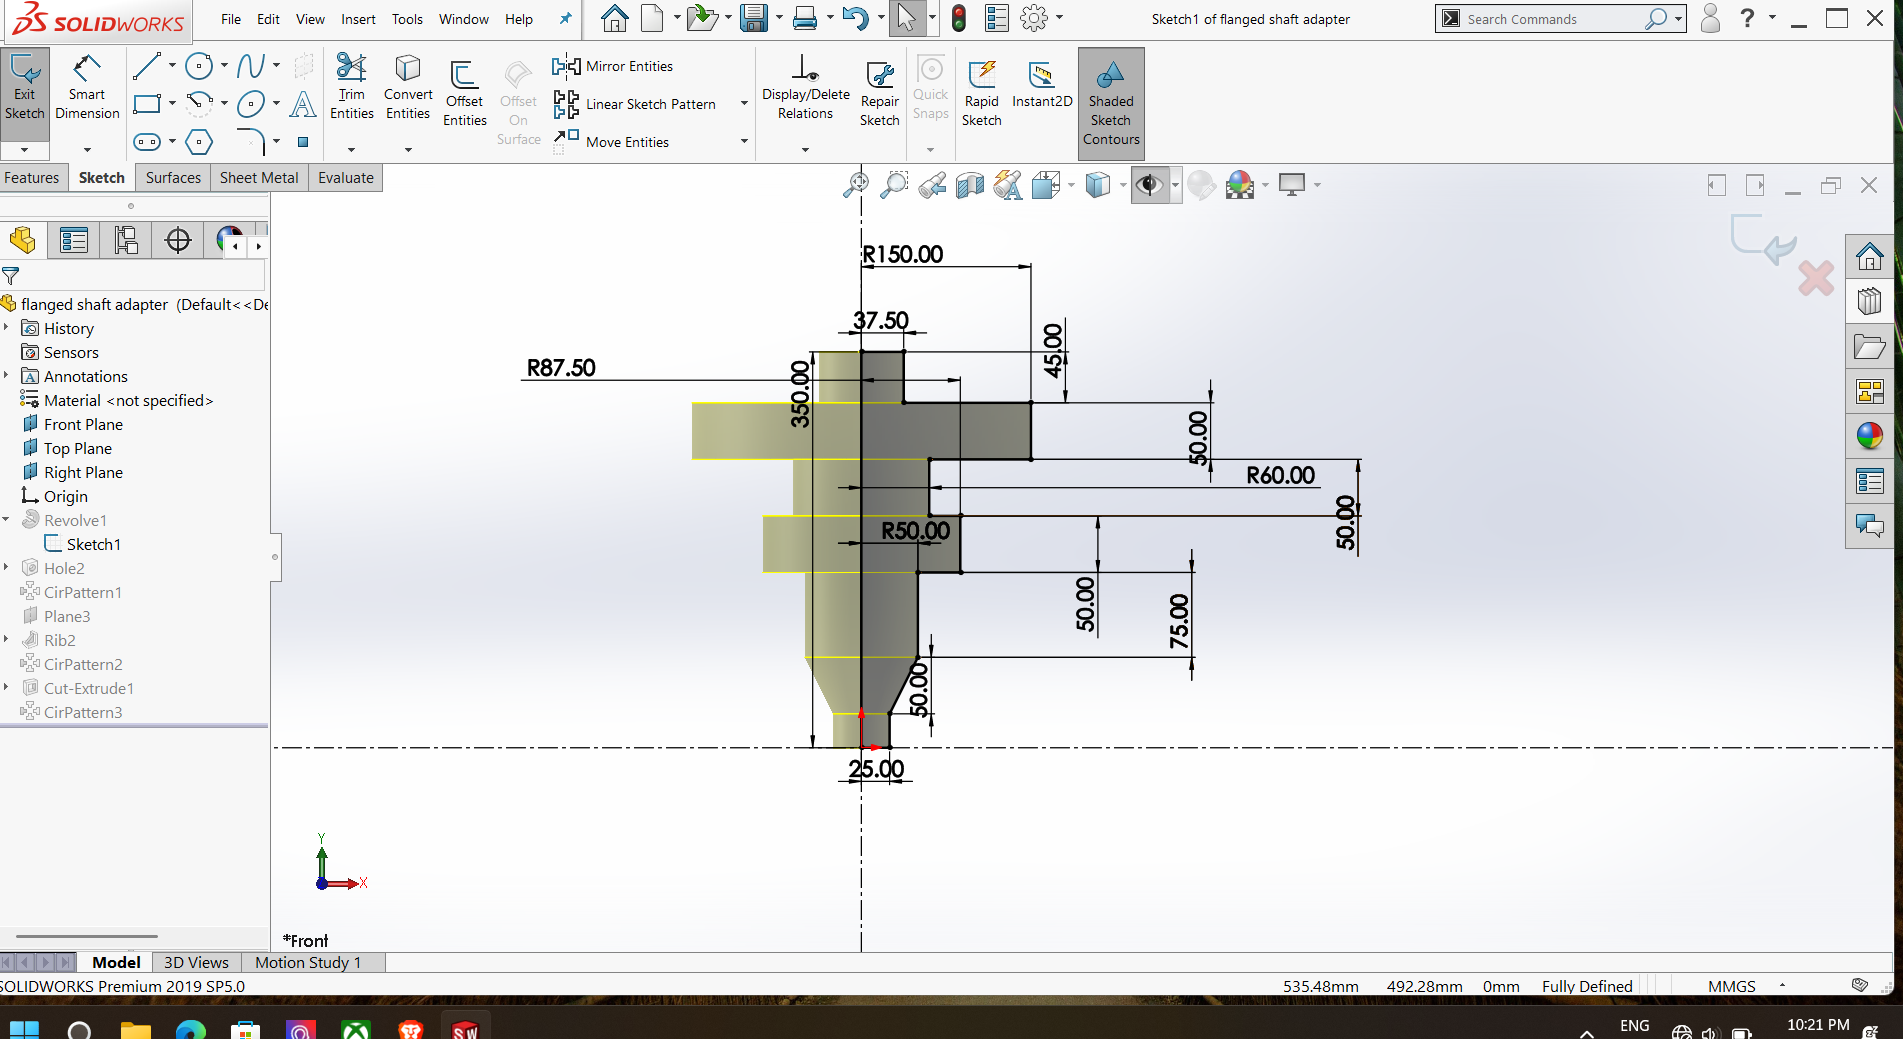 SOLIDWORKS File Edit View Insert Tools Window Help Sketch1 of flanged shaft adapter Search Commands ?
Exit Sketch
Smart Dimension
Trim Entities
Convert Entities
Offset Entities
Offset On Surface
Mirror Entities
Linear Sketch Pattern
Move Entities
Display/Delete Relations
Repair Sketch
Quick Snaps
Rapid Sketch
Instant2D
Shaded Sketch Contours
Features Sketch Surfaces Sheet Metal Evaluate
flanged shaft adapter (Default<<De
History
Sensors
Annotations
Material <not specified>
Front Plane
Top Plane
Right Plane
Origin
Revolve1
Sketch1
Hole2
CirPattern1
Plane3
Rib2
CirPattern2
Cut-Extrude1
CirPattern3
R150.00
37.50
45.00
R87.50
350.00
50.00
R60.00
50.00
R50.00
50.00
75.00
50.00
25.00
Y
X
*Front
Model 3D Views Motion Study 1
SOLIDWORKS Premium 2019 SP5.0 535.48mm 492.28mm 0mm Fully Defined MMGS
SW ENG 10:21 PM